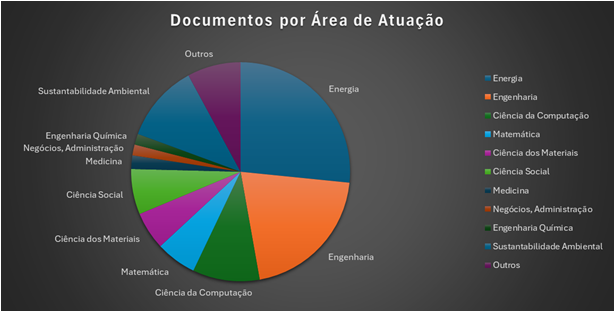 Documentos por Área de Atuação
Outros
Energia
Sustantabilidade Ambiental
Engenharia Química
Negócios, Administração
Medicina
Ciência Social
Ciência dos Materiais
Matemática
Ciência da Computação
Engenharia
Energia
Engenharia
Ciência da Computação
Matemática
Ciência dos Materiais
Ciência Social
Medicina
Negócios, Administração
Engenharia Química
Sustantabilidade Ambiental
Outros